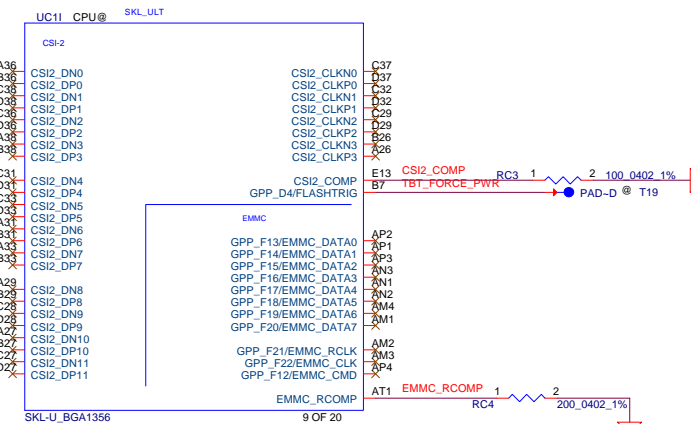 UC1I CPU@ SKL_ULT
CSI-2
CSI2_DN0 CSI2_CLKN0 C37
CSI2_DP0 CSI2_CLKP0 D37
CSI2_DN1 CSI2_CLKN1 C32
CSI2_DP1 CSI2_CLKP1 D32
CSI2_DN2 CSI2_CLKN2 C29
CSI2_DP2 CSI2_CLKP2 D29
CSI2_DN3 CSI2_CLKN3 B26
CSI2_DP3 CSI2_CLKP3 A26
CSI2_DN4 CSI2_COMP E13 CSI2_COMP RC3 1 2 100_0402_1%
CSI2_DP4 GPP_D4/FLASHTRIG B7 TBT_FORCE_PWR PAD~D @ T19
CSI2_DN5
CSI2_DP5 EMMC
CSI2_DN6
CSI2_DP6 GPP_F13/EMMC_DATA0 AP2
CSI2_DN7 GPP_F14/EMMC_DATA1 AP1
CSI2_DP7 GPP_F15/EMMC_DATA2 AP3
GPP_F16/EMMC_DATA3 AN3
CSI2_DN8 GPP_F17/EMMC_DATA4 AN1
CSI2_DP8 GPP_F18/EMMC_DATA5 AN2
CSI2_DN9 GPP_F19/EMMC_DATA6 AM4
CSI2_DP9 GPP_F20/EMMC_DATA7 AM1
CSI2_DN10
CSI2_DP10 GPP_F21/EMMC_RCLK AM2
CSI2_DN11 GPP_F22/EMMC_CLK AM3
CSI2_DP11 GPP_F12/EMMC_CMD AP4
EMMC_RCOMP AT1 EMMC_RCOMP RC4 1 2 200_0402_1%
SKL-U_BGA1356 9 OF 20